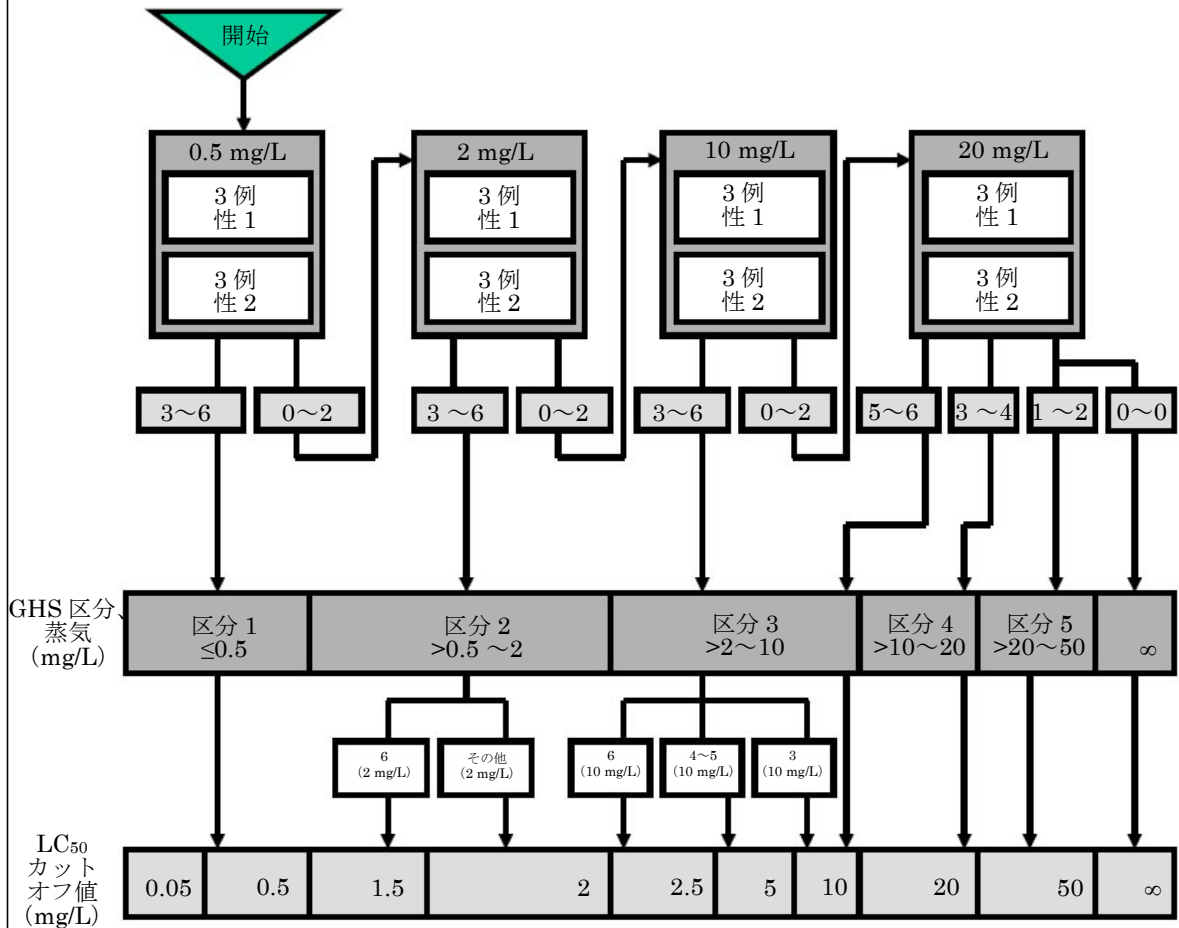 開始
0.5 mg/L
3 例
性 1
3 例
性 2
2 mg/L
3 例
性 1
3 例
性 2
10 mg/L
3 例
性 1
3 例
性 2
20 mg/L
3 例
性 1
3 例
性 2
3～6
0～2
3 ～6
0～2
3～6
0～2
5～6
3 ～4
1 ～2
0～0
GHS 区分、
蒸気
（mg/L）
区分 1
≤0.5
区分 2
>0.5 ～2
区分 3
>2～10
区分 4
>10～20
区分 5
>20～50
∞
6
（2 mg/L）
その他
（2 mg/L）
6
（10 mg/L）
4～5
（10 mg/L）
3
（10 mg/L）
LC₅₀
カット
オフ値
（mg/L）
0.05
0.5
1.5
2
2.5
5
10
20
50
∞